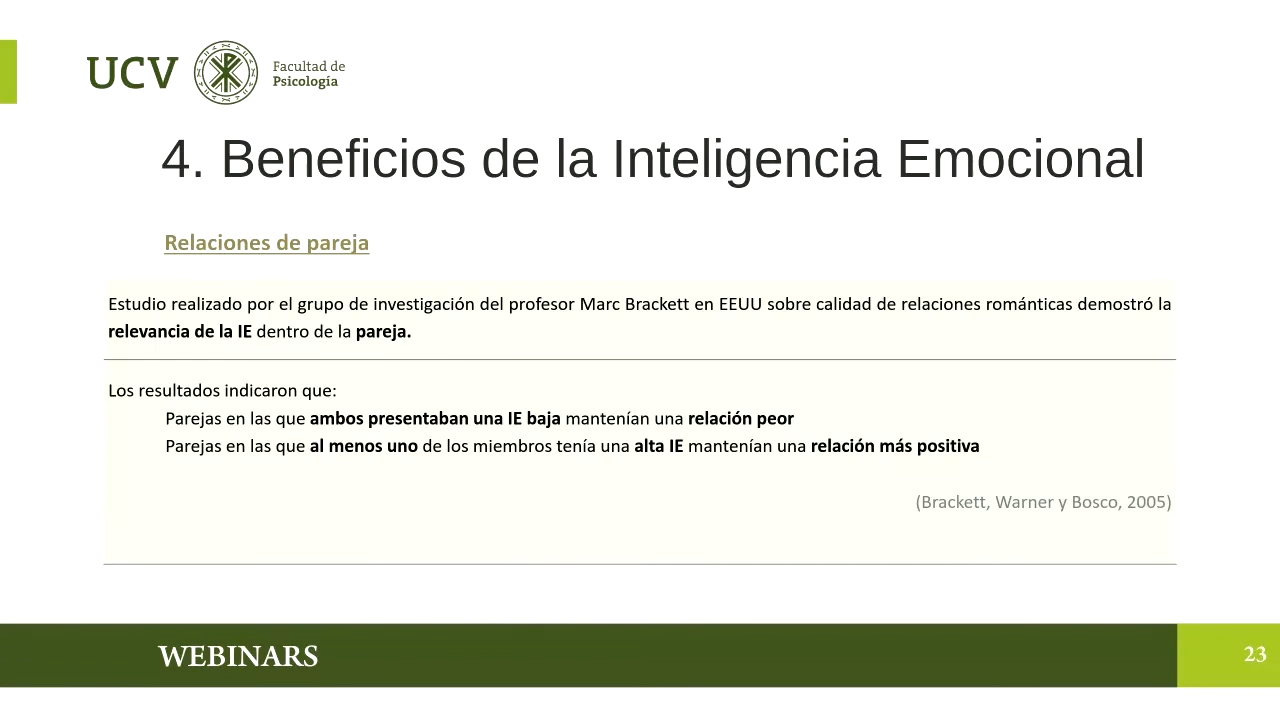 UCV
Facultad de
Psicología
4. Beneficios de la Inteligencia Emocional
Relaciones de pareja
Estudio realizado por el grupo de investigación del profesor Marc Brackett en EEUU sobre calidad de relaciones románticas demostró la
relevancia de la IE dentro de la pareja.
Los resultados indicaron que:
Parejas en las que ambos presentaban una IE baja mantenían una relación peor
Parejas en las que al menos uno de los miembros tenía una alta IE mantenían una relación más positiva
(Brackett, Warner y Bosco, 2005)
WEBINARS
23